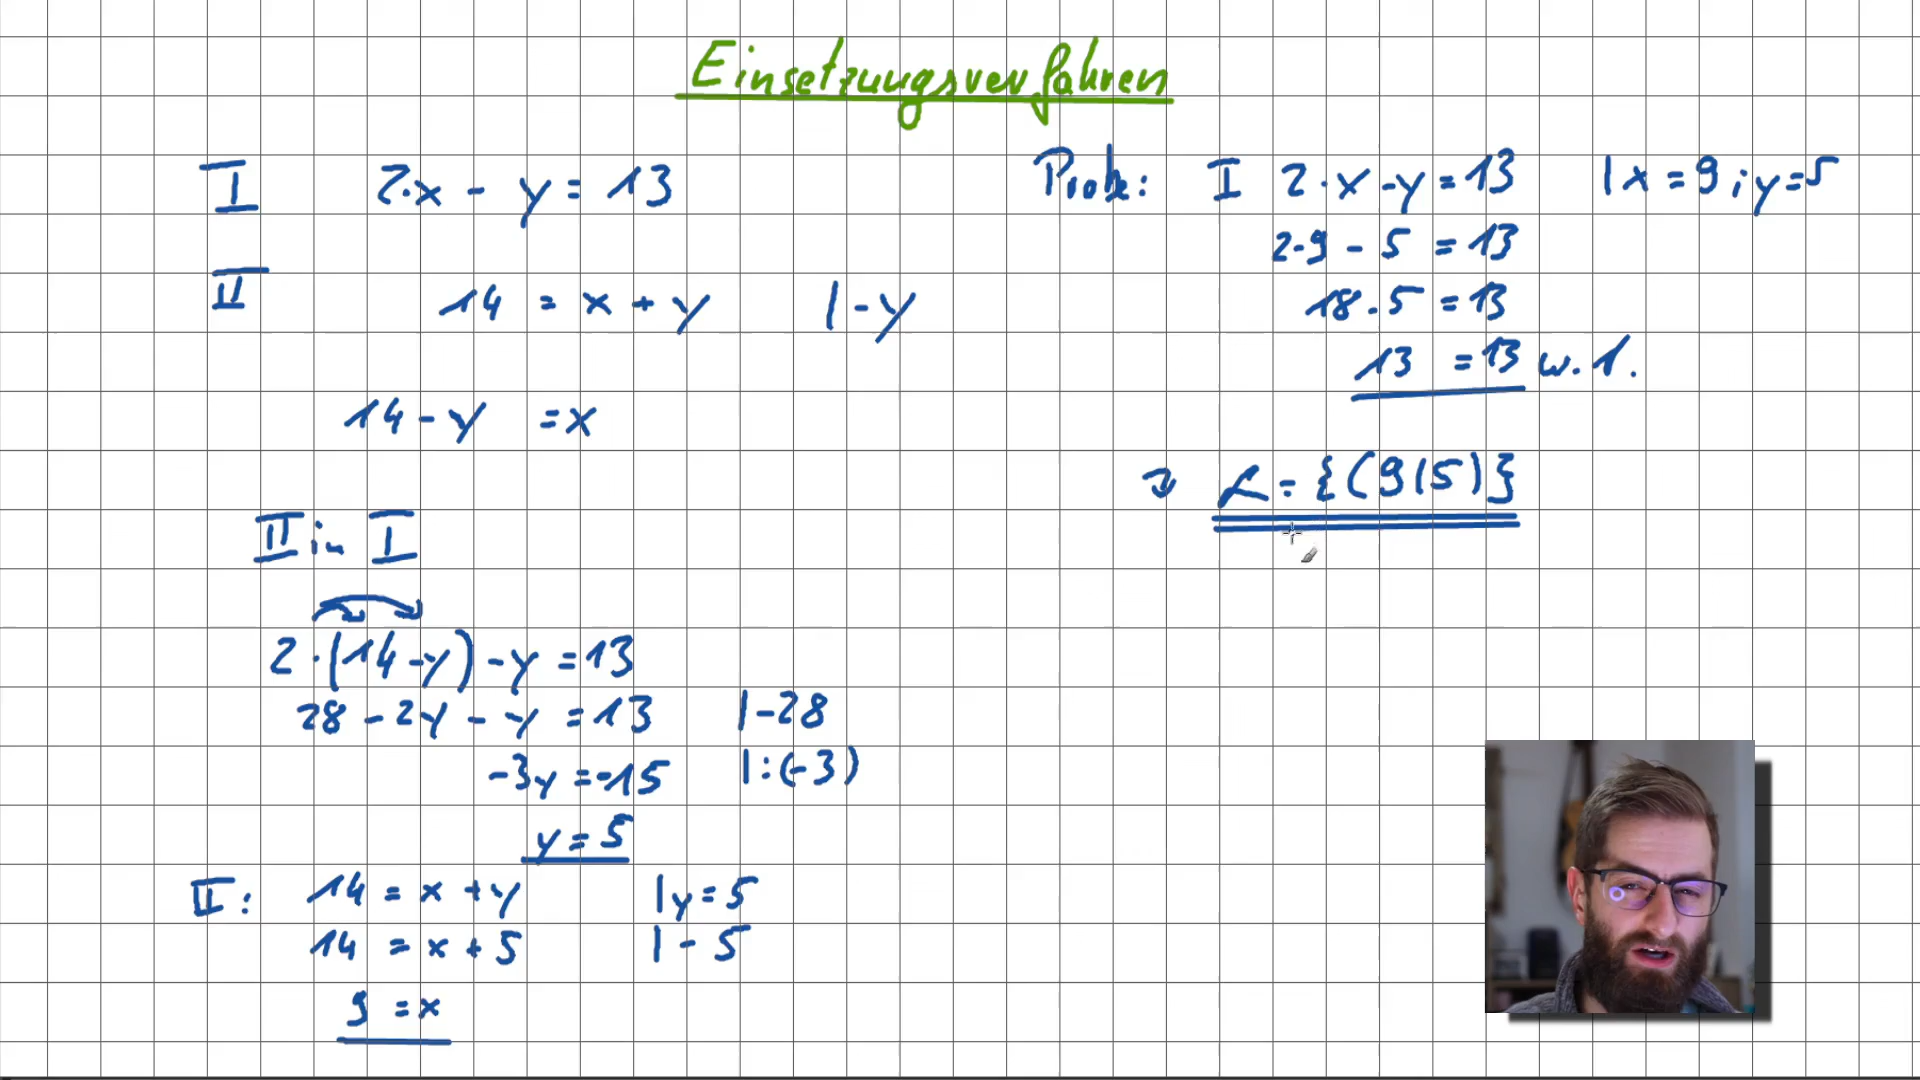 Einsetzungsverfahren
I 2·x - y = 13
II 14 = x + y | - y
14 - y = x
II in I
2·(14 - y) - y = 13
28 - 2y - y = 13 | - 28
-3y = -15 | : (-3)
y = 5
II: 14 = x + y | y = 5
14 = x + 5 | - 5
9 = x
Probe: I 2·x - y = 13 | x = 9; y = 5
2·9 - 5 = 13
18 - 5 = 13
13 = 13 w. A.
L = {(9|5)}